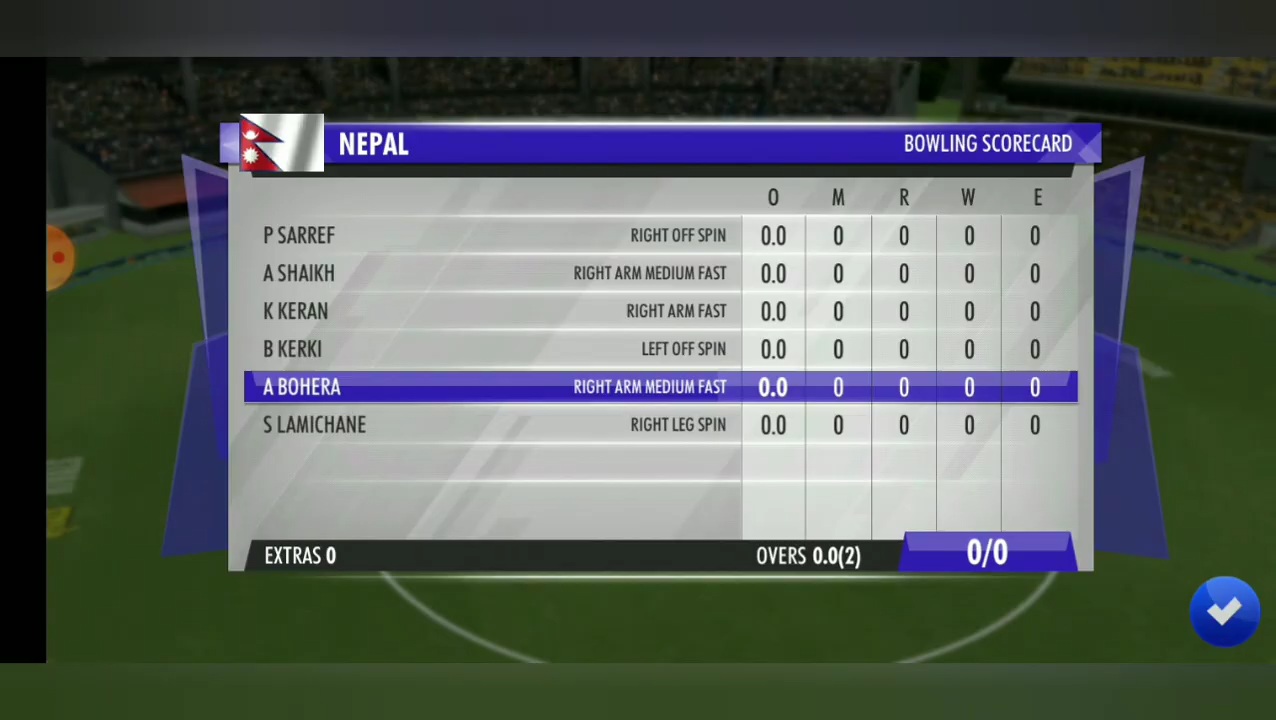 NEPAL BOWLING SCORECARD
O M R W E
P SARREF RIGHT OFF SPIN 0.0 0 0 0 0
A SHAIKH RIGHT ARM MEDIUM FAST 0.0 0 0 0 0
K KERAN RIGHT ARM FAST 0.0 0 0 0 0
B KERKI LEFT OFF SPIN 0.0 0 0 0 0
A BOHERA RIGHT ARM MEDIUM FAST 0.0 0 0 0 0
S LAMICHANE RIGHT LEG SPIN 0.0 0 0 0 0
EXTRAS 0 OVERS 0.0(2) 0/0